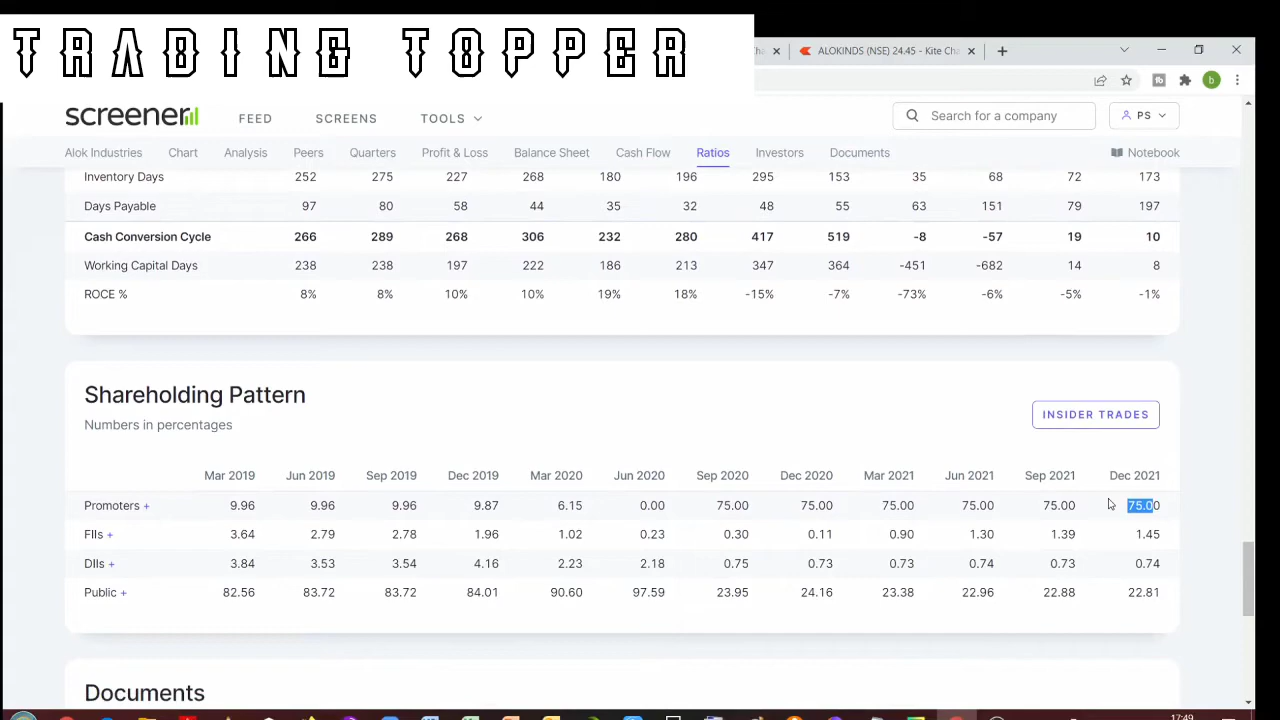 TRADING TOPPER
ALOKINDS (NSE) 24.45 - Kite Cha
screener
FEED
SCREENS
TOOLS
Search for a company
PS
Alok Industries
Chart
Analysis
Peers
Quarters
Profit & Loss
Balance Sheet
Cash Flow
Ratios
Investors
Documents
Notebook
Inventory Days 252 275 227 268 180 196 295 153 35 68 72 173
Days Payable 97 80 58 44 35 32 48 55 63 151 79 197
Cash Conversion Cycle 266 289 268 306 232 280 417 519 -8 -57 19 10
Working Capital Days 238 238 197 222 186 213 347 364 -451 -682 14 8
ROCE % 8% 8% 10% 10% 19% 18% -15% -7% -73% -6% -5% -1%
Shareholding Pattern
Numbers in percentages
INSIDER TRADES
Mar 2019 Jun 2019 Sep 2019 Dec 2019 Mar 2020 Jun 2020 Sep 2020 Dec 2020 Mar 2021 Jun 2021 Sep 2021 Dec 2021
Promoters + 9.96 9.96 9.96 9.87 6.15 0.00 75.00 75.00 75.00 75.00 75.00 75.00
FIIs + 3.64 2.79 2.78 1.96 1.02 0.23 0.30 0.11 0.90 1.30 1.39 1.45
DIIs + 3.84 3.53 3.54 4.16 2.23 2.18 0.75 0.73 0.73 0.74 0.73 0.74
Public + 82.56 83.72 83.72 84.01 90.60 97.59 23.95 24.16 23.38 22.96 22.88 22.81
Documents
17:49